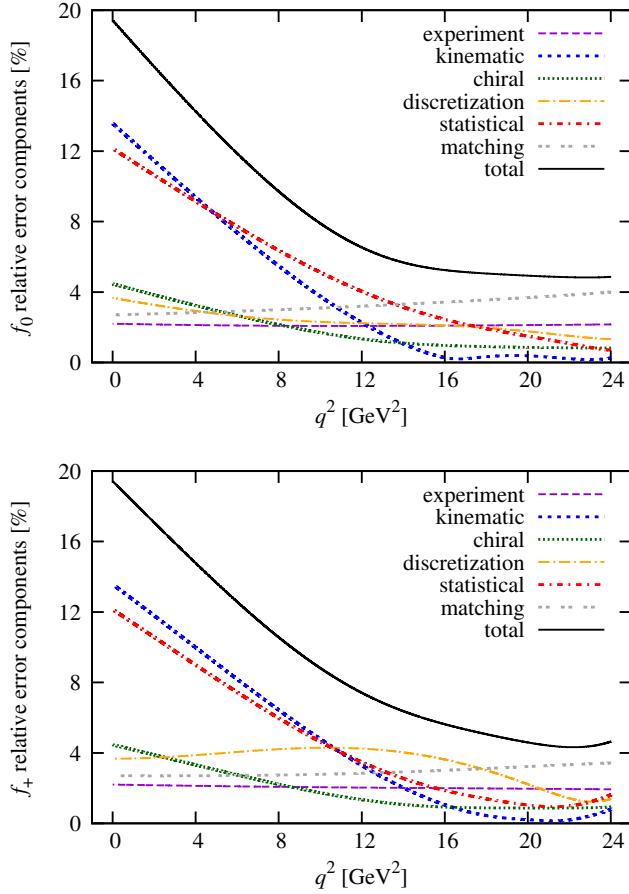 f0 relative error components [%]
20
16
12
8
4
0
experiment
kinematic
chiral
discretization
statistical
matching
total
0 4 8 12 16 20 24
q² [GeV²]
f+ relative error components [%]
20
16
12
8
4
0
experiment
kinematic
chiral
discretization
statistical
matching
total
0 4 8 12 16 20 24
q² [GeV²]